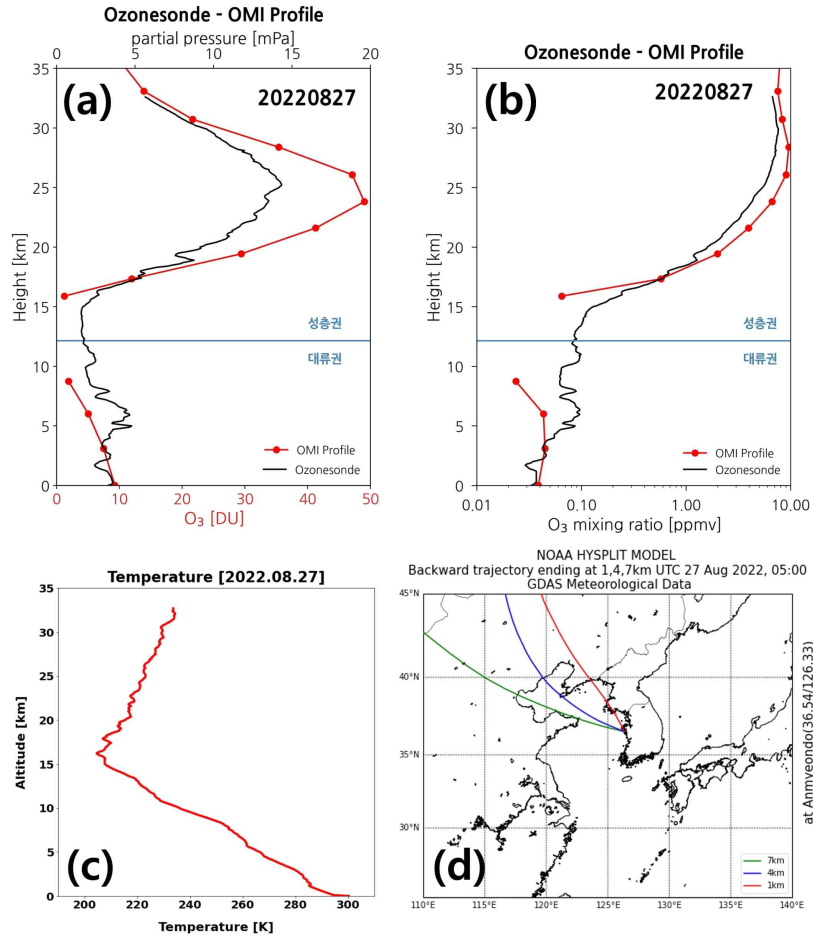 Ozonesonde - OMI Profile
partial pressure [mPa]
0 5 10 15 20
35
30
25
20
15
10
5
0
Height [km]
(a)
20220827
성층권
대류권
OMI Profile
Ozonesonde
0 10 20 30 40 50
O₃ [DU]
Ozonesonde - OMI Profile
35
30
25
20
15
10
5
0
Height [km]
(b)
20220827
성층권
대류권
OMI Profile
Ozonesonde
0.01 0.10 1.00 10.00
O₃ mixing ratio [ppmv]
Temperature [2022.08.27]
35
30
25
20
15
10
5
0
Altitude [km]
(c)
200 220 240 260 280 300
Temperature [K]
NOAA HYSPLIT MODEL
Backward trajectory ending at 1,4,7km UTC 27 Aug 2022, 05:00
GDAS Meteorological Data
45°N
40°N
35°N
30°N
(d)
7km
4km
1km
110°E 115°E 120°E 125°E 130°E 135°E 140°E
at Anmyeondo(36.54/126.33)